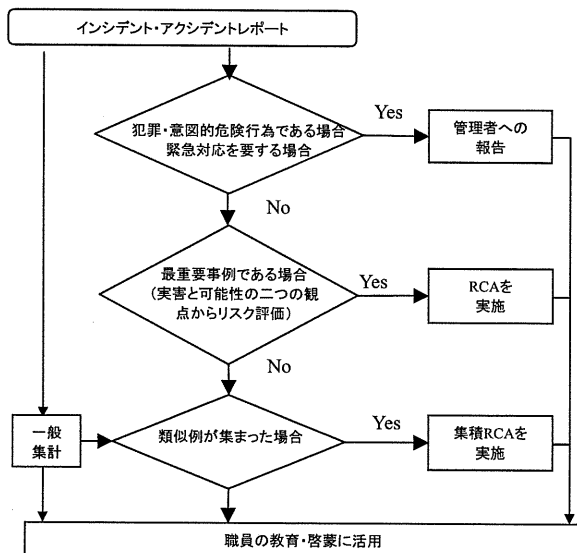 インシデント・アクシデントレポート
犯罪・意図的危険行為である場合
緊急対応を要する場合
Yes
管理者への
報告
No
最重要事例である場合
（実害と可能性の二つの観
点からリスク評価）
Yes
RCAを
実施
No
一般
集計
類似例が集まった場合
Yes
集積RCAを
実施
職員の教育・啓蒙に活用